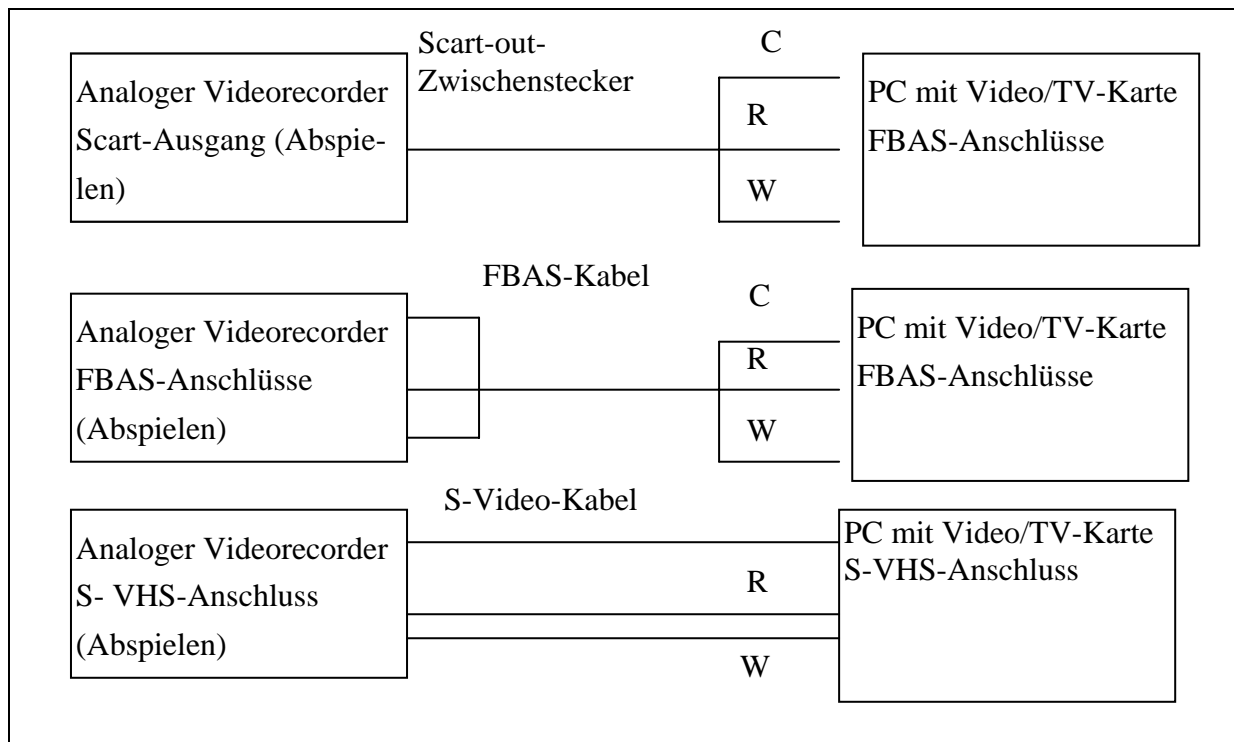 Scart-out-
Zwischenstecker
C
Analoger Videorecorder
Scart-Ausgang (Abspie-
len)
R
W
PC mit Video/TV-Karte
FBAS-Anschlüsse
FBAS-Kabel
C
Analoger Videorecorder
FBAS-Anschlüsse
(Abspielen)
R
W
PC mit Video/TV-Karte
FBAS-Anschlüsse
S-Video-Kabel
Analoger Videorecorder
S- VHS-Anschluss
(Abspielen)
R
W
PC mit Video/TV-Karte
S-VHS-Anschluss